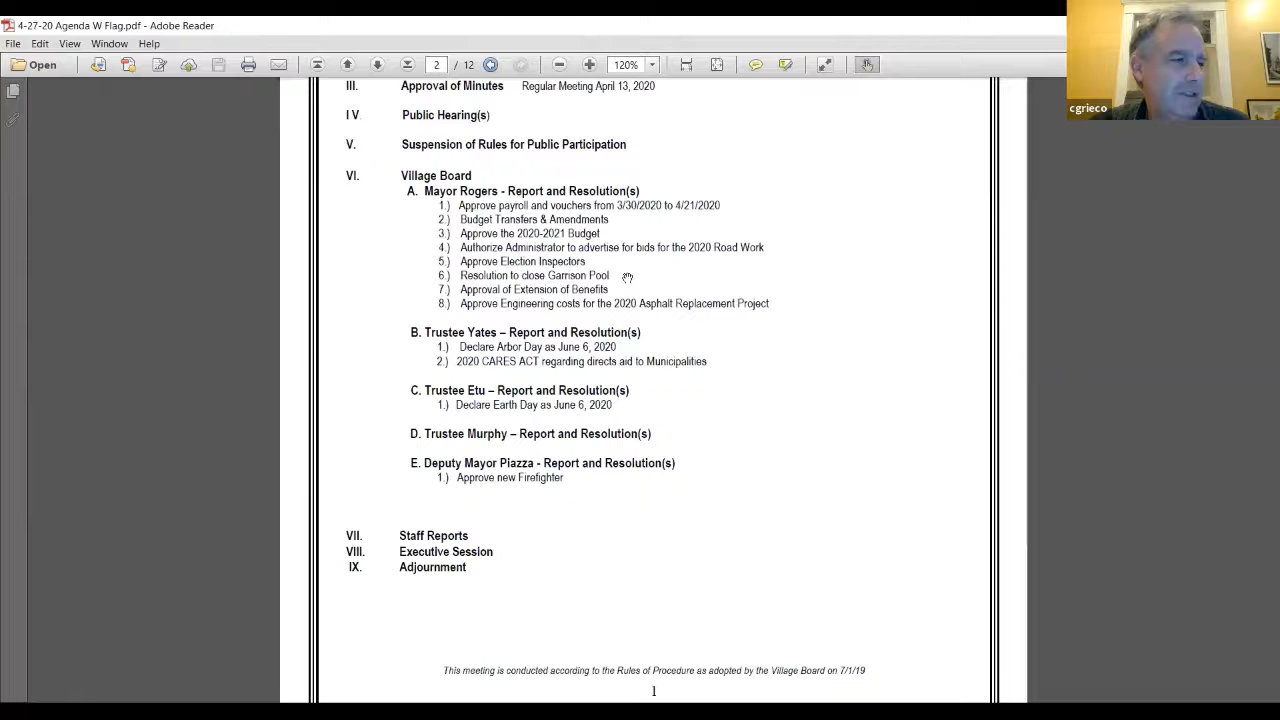 4-27-20 Agenda W Flag.pdf - Adobe Reader
File Edit View Window Help
Open 2 / 12 120%
III. Approval of Minutes Regular Meeting April 13, 2020
I V. Public Hearing(s)
V. Suspension of Rules for Public Participation
VI. Village Board
A. Mayor Rogers - Report and Resolution(s)
1.) Approve payroll and vouchers from 3/30/2020 to 4/21/2020
2.) Budget Transfers & Amendments
3.) Approve the 2020-2021 Budget
4.) Authorize Administrator to advertise for bids for the 2020 Road Work
5.) Approve Election Inspectors
6.) Resolution to close Garrison Pool
7.) Approval of Extension of Benefits
8.) Approve Engineering costs for the 2020 Asphalt Replacement Project
B. Trustee Yates – Report and Resolution(s)
1.) Declare Arbor Day as June 6, 2020
2.) 2020 CARES ACT regarding directs aid to Municipalities
C. Trustee Etu – Report and Resolution(s)
1.) Declare Earth Day as June 6, 2020
D. Trustee Murphy – Report and Resolution(s)
E. Deputy Mayor Piazza - Report and Resolution(s)
1.) Approve new Firefighter
VII. Staff Reports
VIII. Executive Session
IX. Adjournment
This meeting is conducted according to the Rules of Procedure as adopted by the Village Board on 7/1/19
1
cgrieco